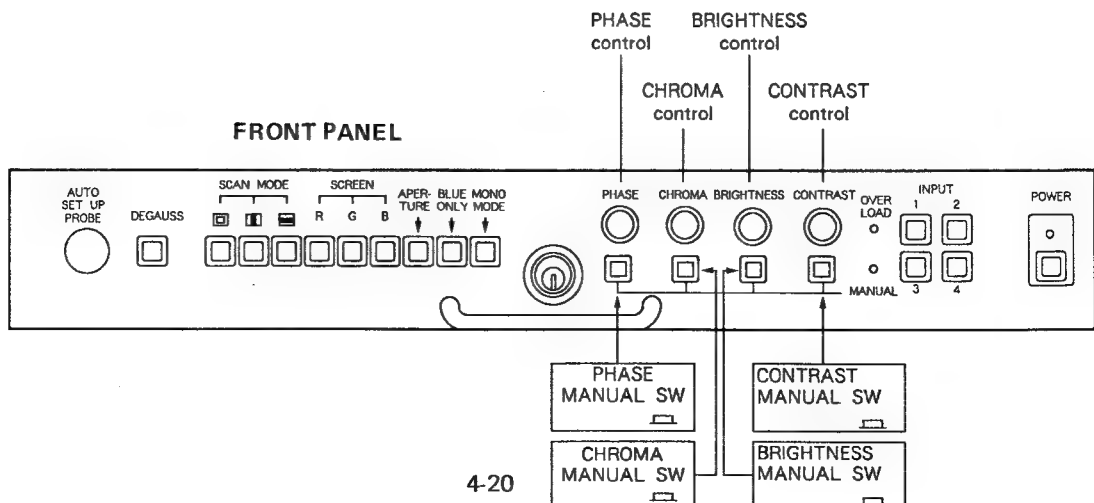 PHASE BRIGHTNESS
control control
CHROMA CONTRAST
control control
FRONT PANEL
AUTO
SET UP
PROBE
DEGAUSS
SCAN MODE
SCREEN
R G B
APER-
TURE
BLUE
ONLY
MONO
MODE
PHASE CHROMA BRIGHTNESS CONTRAST
OVER
LOAD
MANUAL
INPUT
1 2
3 4
POWER
PHASE
MANUAL SW
CONTRAST
MANUAL SW
CHROMA
MANUAL SW
BRIGHTNESS
MANUAL SW
4-20